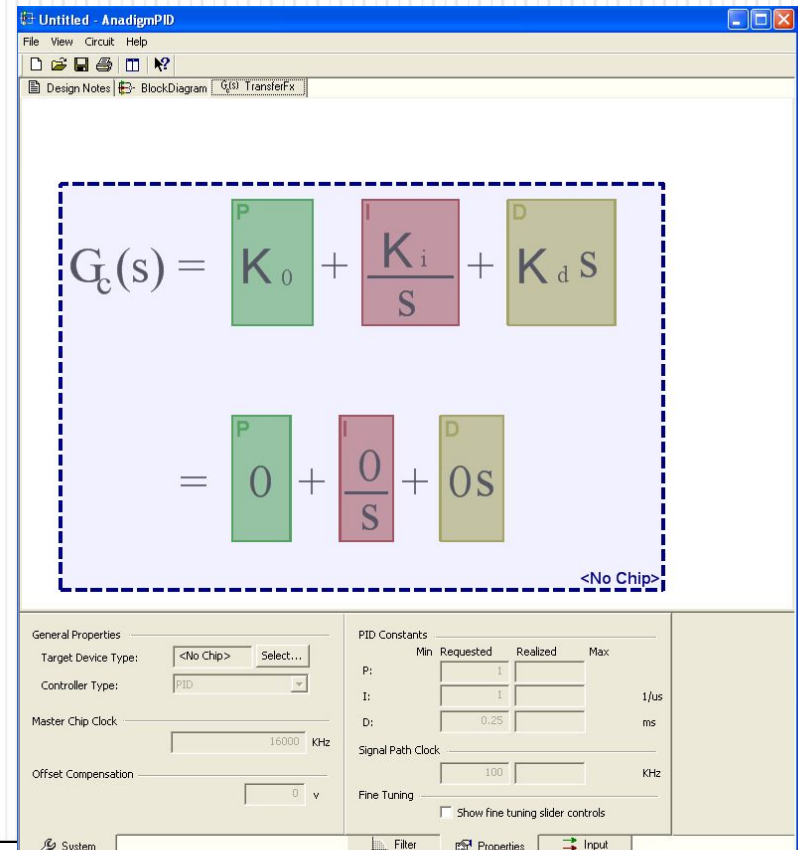 Untitled - AnadigmPID
File View Circuit Help
Design Notes BlockDiagram Gc(s) TransferFx
P I D
Gc(s) = K0 + Ki/s + Kd s
P I D
= 0 + 0/s + 0s
<No Chip>
General Properties
Target Device Type: <No Chip> Select...
Controller Type: PID
Master Chip Clock
16000 KHz
Offset Compensation
0 v
PID Constants
Min Requested Realized Max
P: 1
I: 1 1/us
D: 0.25 ms
Signal Path Clock
100 KHz
Fine Tuning
Show fine tuning slider controls
System Filter Properties Input